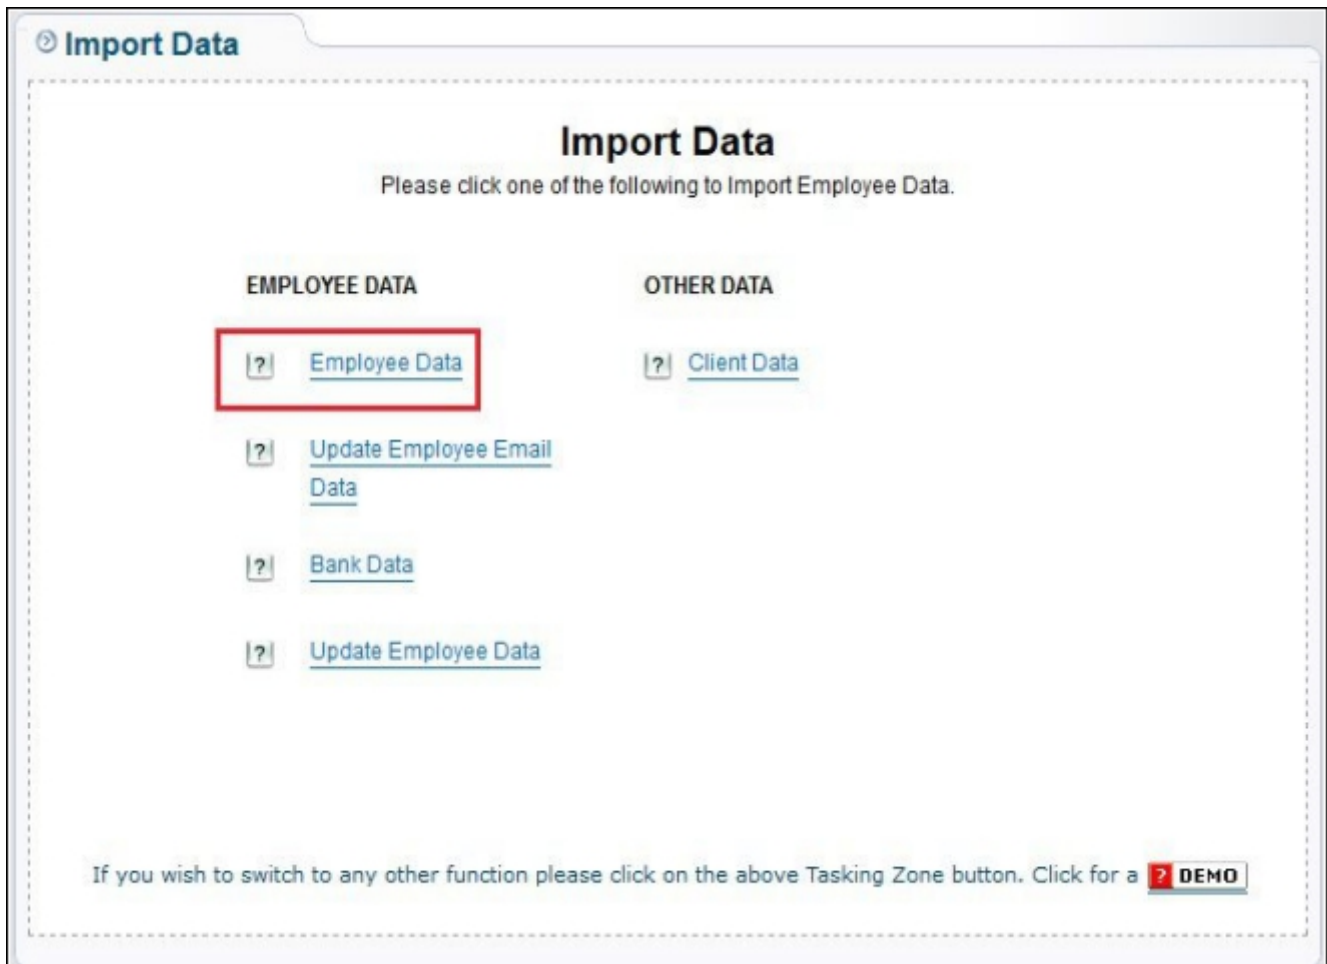 Import Data
Import Data
Please click one of the following to Import Employee Data.
EMPLOYEE DATA
? Employee Data
? Update Employee Email
Data
? Bank Data
? Update Employee Data
OTHER DATA
? Client Data
If you wish to switch to any other function please click on the above Tasking Zone button. Click for a ? DEMO